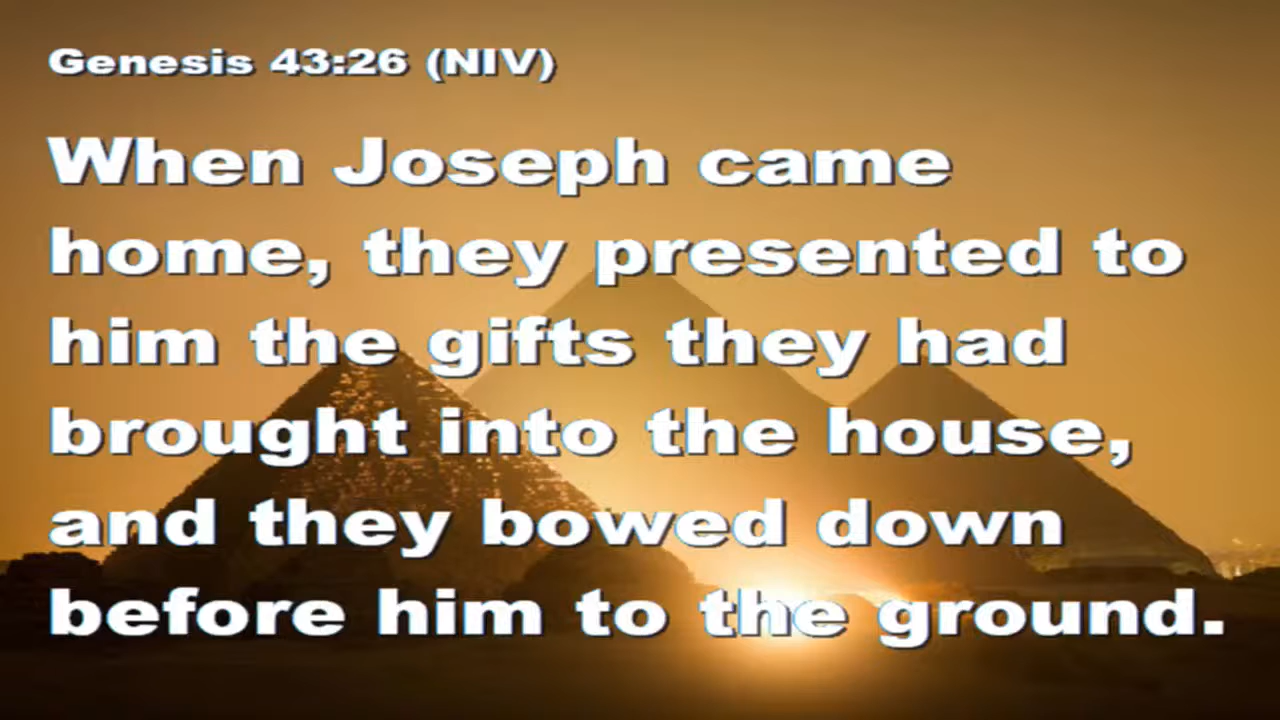 Genesis 43:26 (NIV)
When Joseph came
home, they presented to
him the gifts they had
brought into the house,
and they bowed down
before him to the ground.